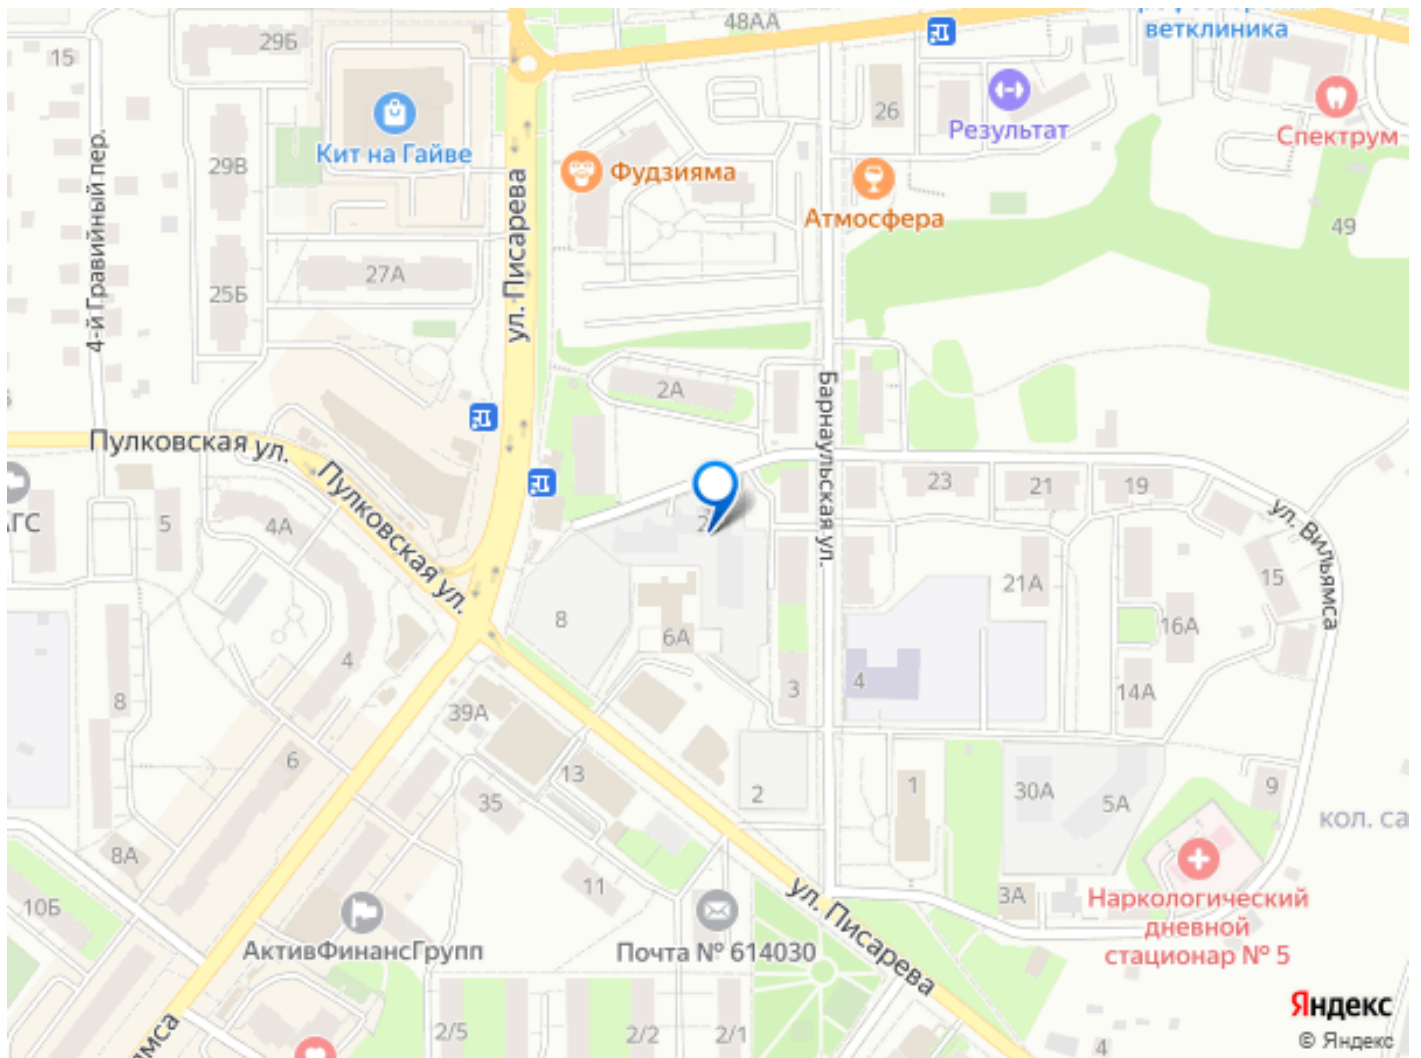 48АА
ветклиника
29Б
15
26
Результат
Спектрум
Кит на Гайве
29В
Фудзияма
Атмосфера
4-й Гравийный пер.
ул. Писарева
49
27А
25Б
2А
Барнаульская ул.
Пулковская ул.
Пулковская ул.
23
21
19
ул. Вильямса
5
4А
15
21А
8
6А
16А
4
3
4
14А
8
39А
6
13
2
1
30А
5А
9
35
кол. са
8А
11
3А
Наркологический
дневной
стационар № 5
10Б
АктивФинансГрупп
Почта № 614030
ул. Писарева
2/5
2/2
2/1
4
Яндекс
© Яндекс